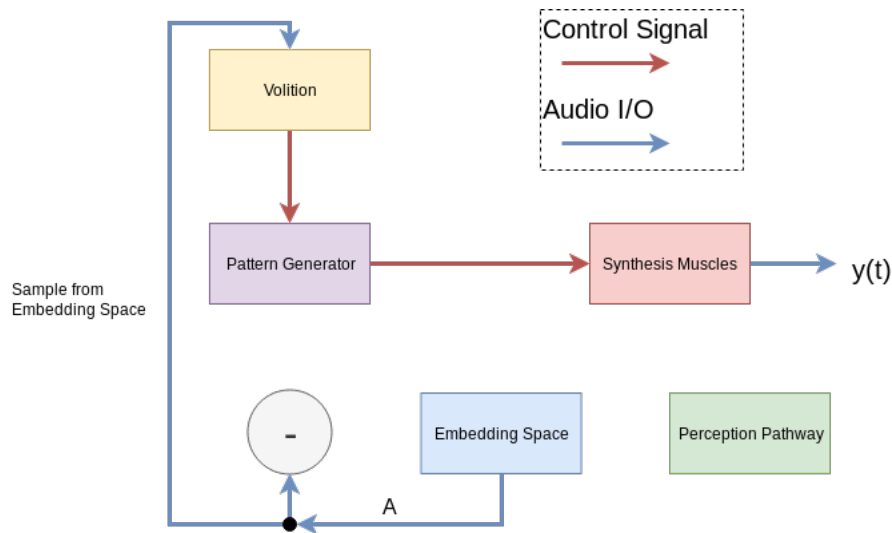 Control Signal
Volition
Audio I/O
Pattern Generator
Synthesis Muscles
y(t)
Sample from
Embedding Space
-
Embedding Space
Perception Pathway
A